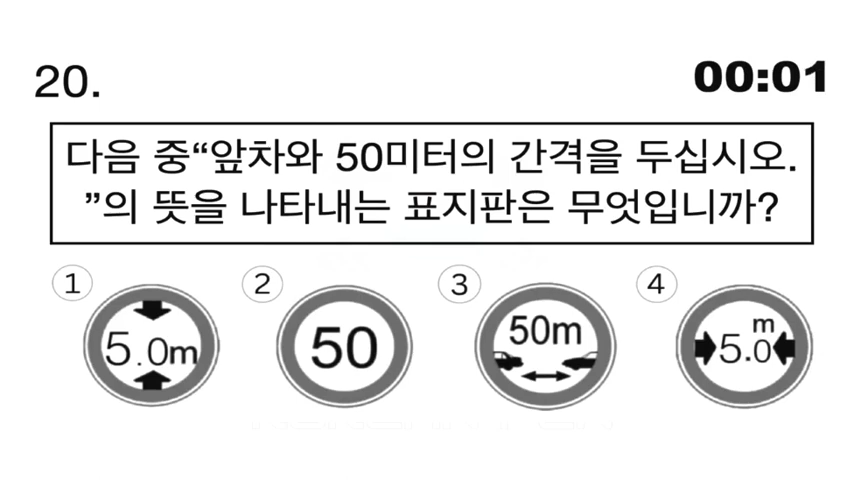 20.
00:01
다음 중“앞차와 50미터의 간격을 두십시오.
”의 뜻을 나타내는 표지판은 무엇입니까?
① ② ③ ④
5.0m
50
50m
5.0 m